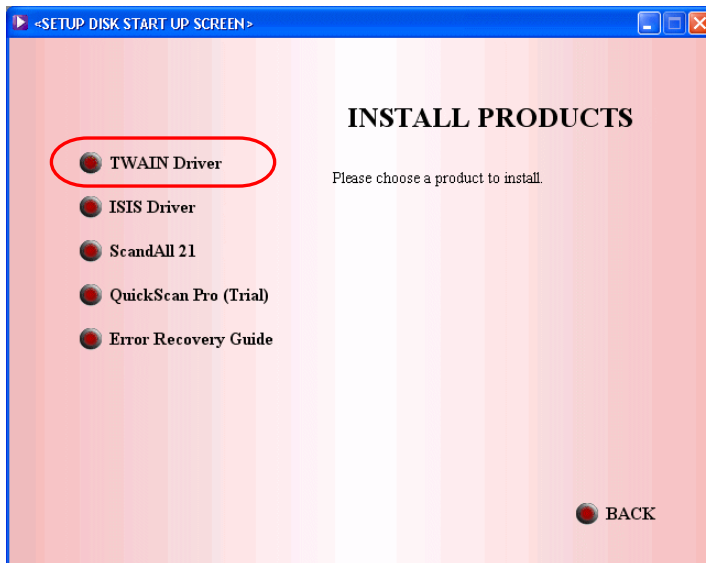 <SETUP DISK START UP SCREEN>
INSTALL PRODUCTS
Please choose a product to install.
TWAIN Driver
ISIS Driver
ScandAll 21
QuickScan Pro (Trial)
Error Recovery Guide
BACK